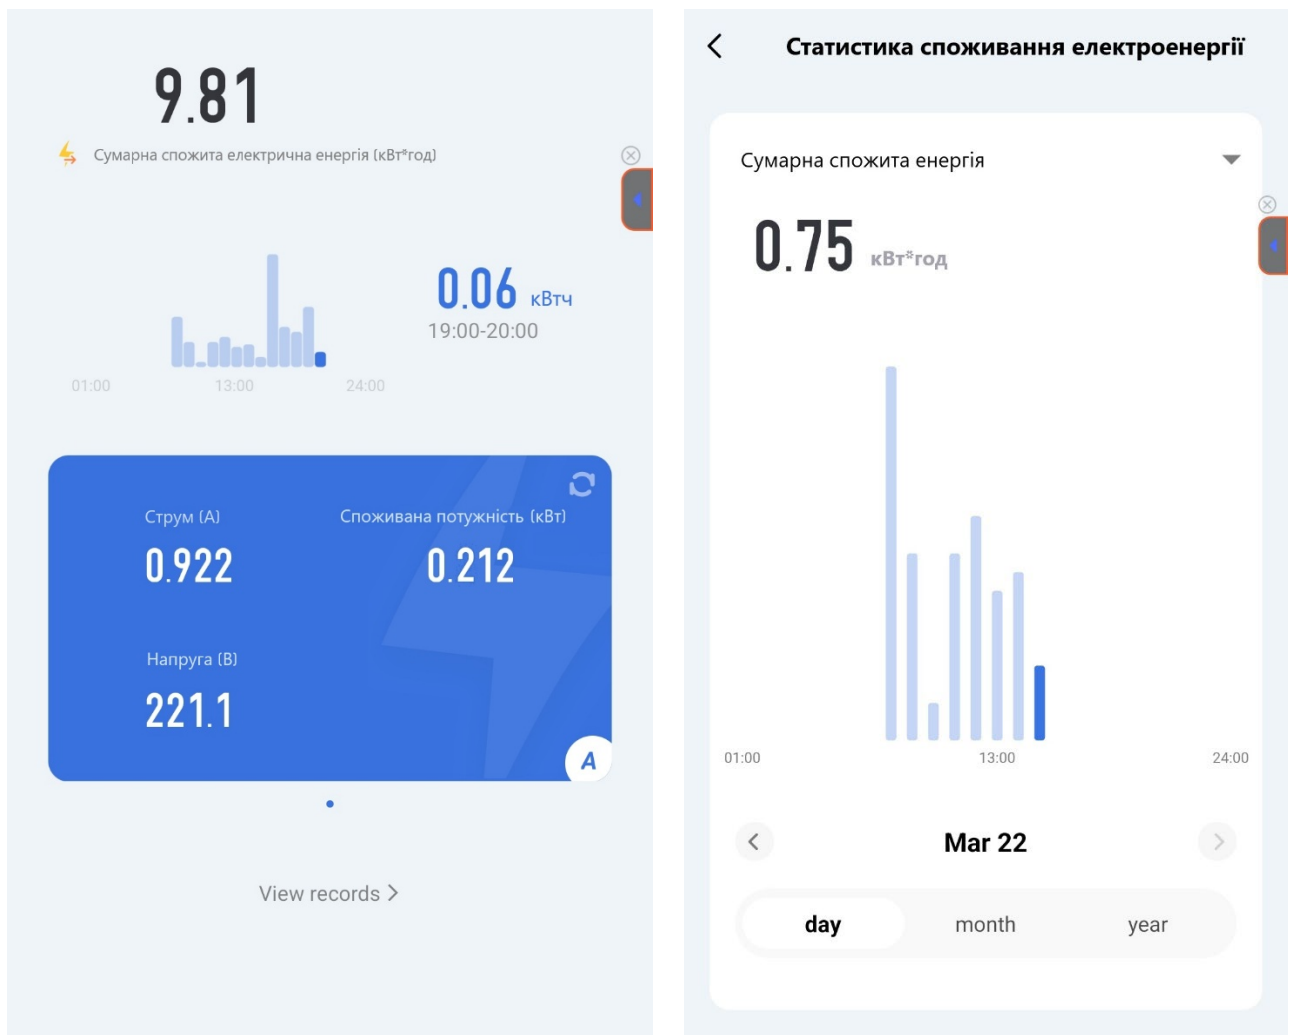 9.81
Сумарна спожита електрична енергія (кВт*год)
0.06 кВтч
19:00-20:00
01:00 13:00 24:00
Струм (А) Споживана потужність (кВт)
0.922 0.212
Напруга (В)
221.1
A
View records >
Статистика споживання електроенергії
Сумарна спожита енергія
0.75 кВт*год
01:00 13:00 24:00
Mar 22
day month year